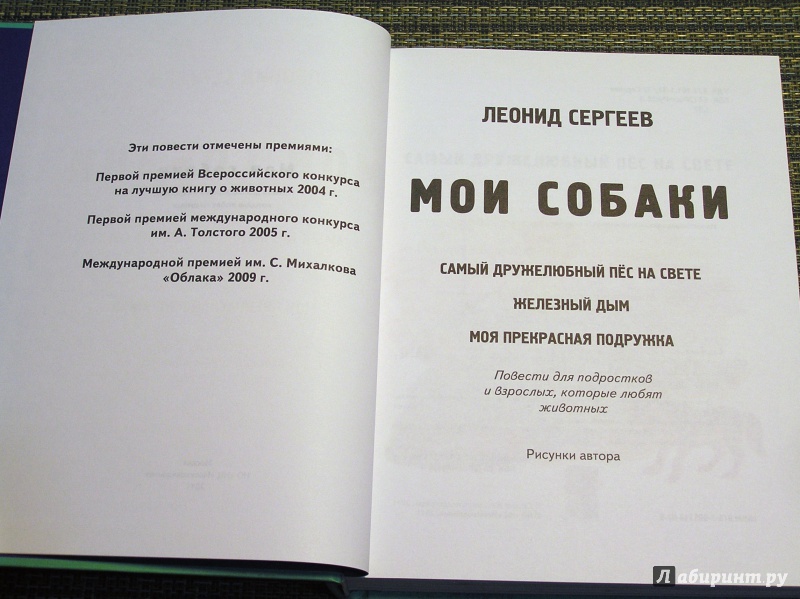 Эти повести отмечены премиями:
Первой премией Всероссийского конкурса
на лучшую книгу о животных 2004 г.
Первой премией международного конкурса
им. А. Толстого 2005 г.
Международной премией им. С. Михалкова
«Облака» 2009 г.
ЛЕОНИД СЕРГЕЕВ
МОИ СОБАКИ
САМЫЙ ДРУЖЕЛЮБНЫЙ ПЁС НА СВЕТЕ
ЖЕЛЕЗНЫЙ ДЫМ
МОЯ ПРЕКРАСНАЯ ПОДРУЖКА
Повести для подростков
и взрослых, которые любят
животных
Рисунки автора
Лабиринт.ру